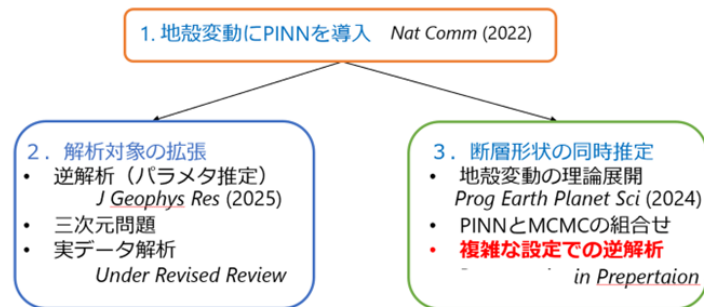 1. 地殻変動にPINNを導入 Nat Comm (2022)
2．解析対象の拡張
• 逆解析（パラメタ推定）
J Geophys Res (2025)
• 三次元問題
• 実データ解析
Under Revised Review
3．断層形状の同時推定
• 地殻変動の理論展開
Prog Earth Planet Sci (2024)
• PINNとMCMCの組合せ
• 複雑な設定での逆解析
in Prepertaion